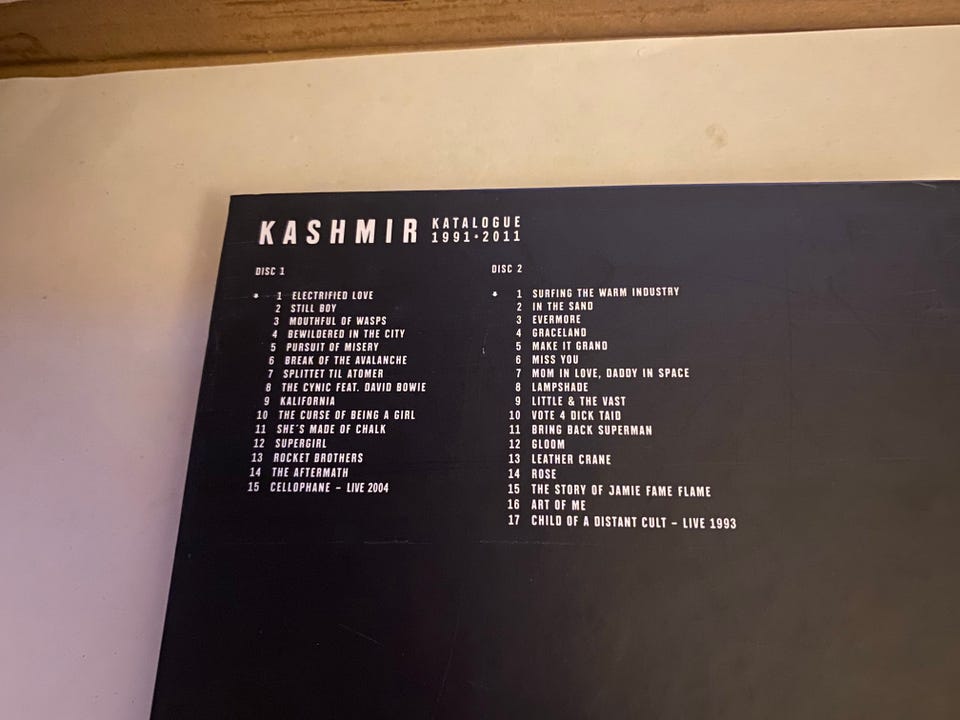 KASHMIR KATALOGUE
1991·2011
DISC 1
* 1 ELECTRIFIED LOVE
2 STILL BOY
3 MOUTHFUL OF WASPS
4 BEWILDERED IN THE CITY
5 PURSUIT OF MISERY
6 BREAK OF THE AVALANCHE
7 SPLITTET TIL ATOMER
8 THE CYNIC FEAT. DAVID BOWIE
9 KALIFORNIA
10 THE CURSE OF BEING A GIRL
11 SHE'S MADE OF CHALK
12 SUPERGIRL
13 ROCKET BROTHERS
14 THE AFTERMATH
15 CELLOPHANE – LIVE 2004
DISC 2
* 1 SURFING THE WARM INDUSTRY
2 IN THE SAND
3 EVERMORE
4 GRACELAND
5 MAKE IT GRAND
6 MISS YOU
7 MOM IN LOVE, DADDY IN SPACE
8 LAMPSHADE
9 LITTLE & THE VAST
10 VOTE 4 DICK TAID
11 BRING BACK SUPERMAN
12 GLOOM
13 LEATHER CRANE
14 ROSE
15 THE STORY OF JAMIE FAME FLAME
16 ART OF ME
17 CHILD OF A DISTANT CULT – LIVE 1993